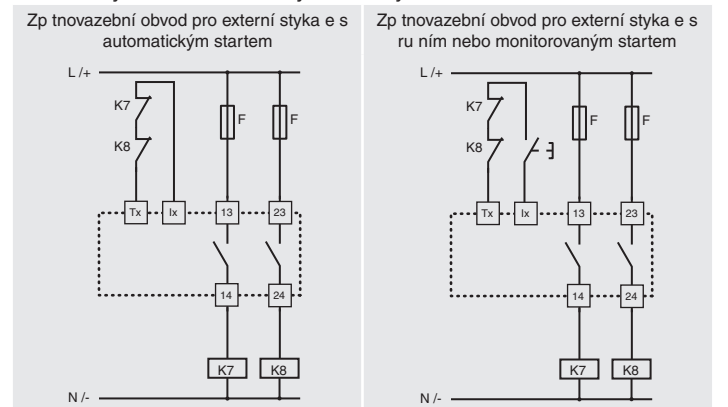 Zp tnovazební obvod pro externí styka e s
automatickým startem
L /+
K7
K8
F
F
Tx
Ix
13
23
14
24
K7
K8
N /-
Zp tnovazební obvod pro externí styka e s
ru ním nebo monitorovaným startem
L /+
K7
K8
F
F
Tx
Ix
13
23
14
24
K7
K8
N /-